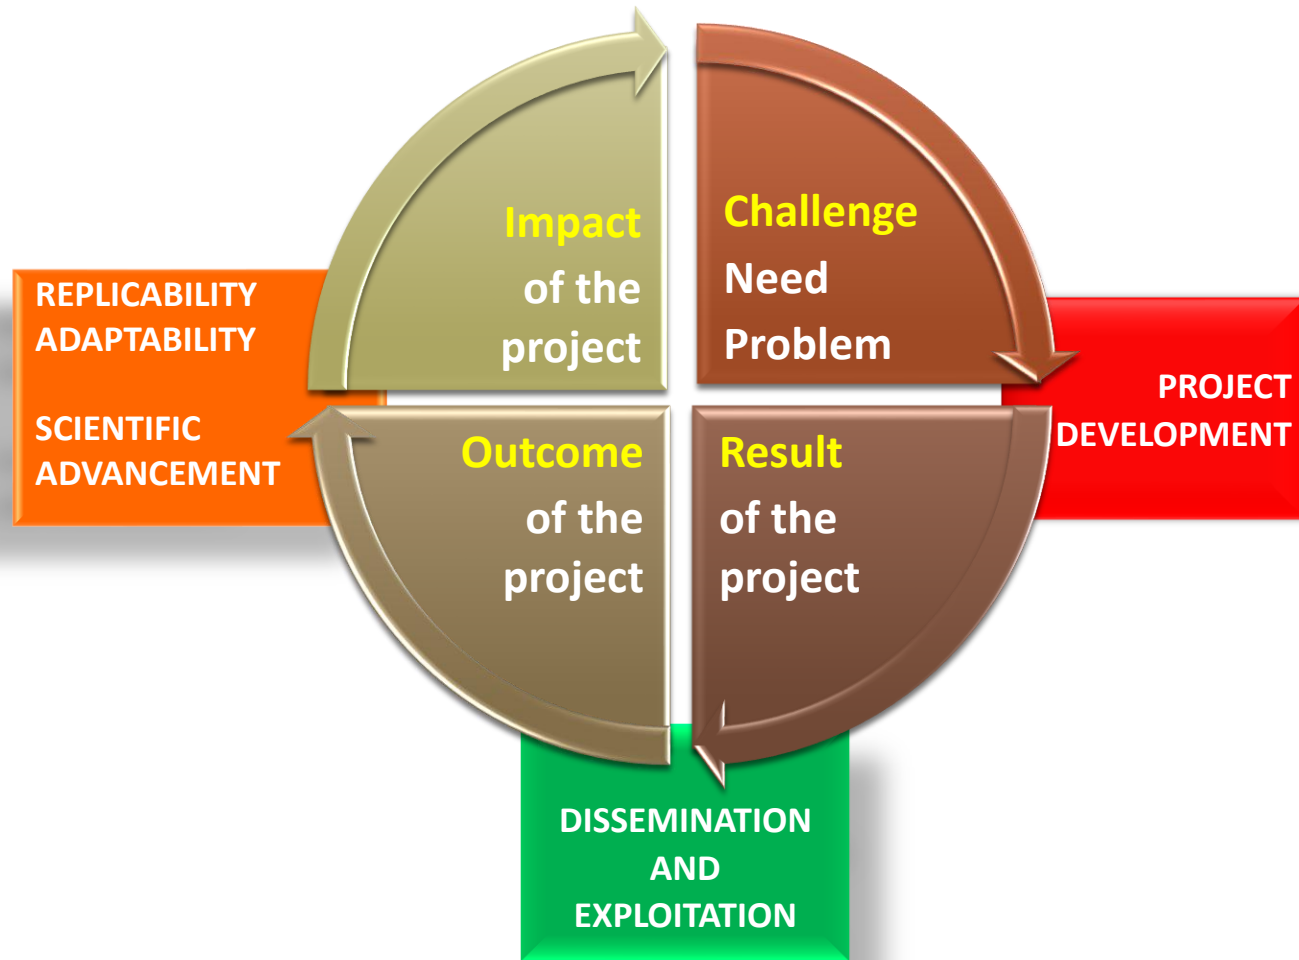 Impact
of the
project
Challenge
Need
Problem
REPLICABILITY
ADAPTABILITY
SCIENTIFIC
ADVANCEMENT
PROJECT
DEVELOPMENT
Outcome
of the
project
Result
of the
project
DISSEMINATION
AND
EXPLOITATION